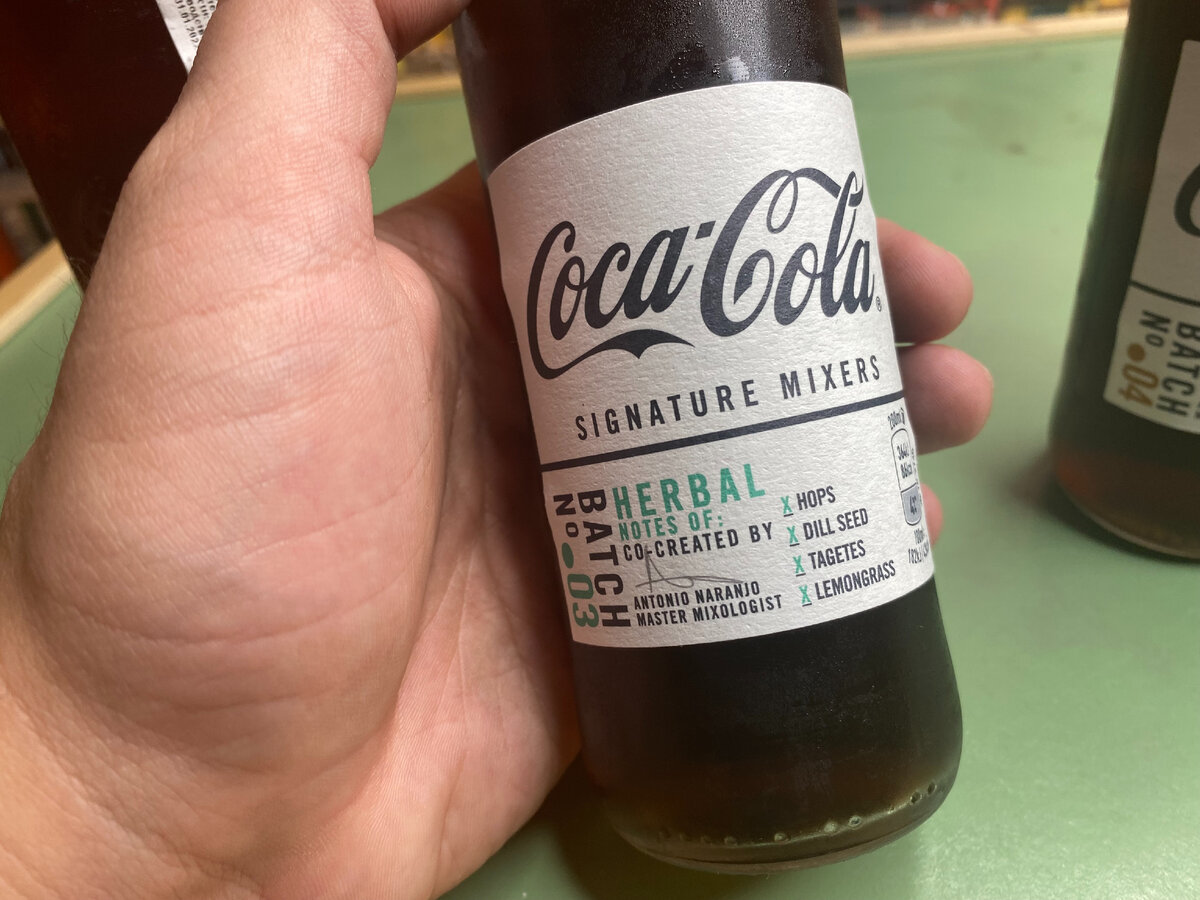 Coca-Cola®
SIGNATURE MIXERS
BATCH
No.03
HERBAL
NOTES OF:
CO-CREATED BY
ANTONIO NARANJO
MASTER MIXOLOGIST
X HOPS
X DILL SEED
X TAGETES
X LEMONGRASS
BATCH
No.04